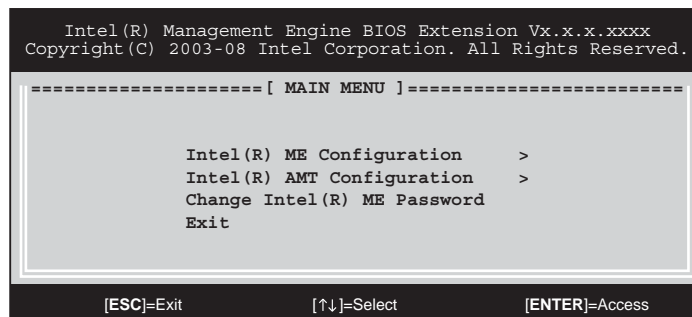 Intel(R) Management Engine BIOS Extension Vx.x.x.xxxx
Copyright(C) 2003-08 Intel Corporation. All Rights Reserved.
=====================[ MAIN MENU ]=========================
Intel(R) ME Configuration >
Intel(R) AMT Configuration >
Change Intel(R) ME Password
Exit
[ESC]=Exit [↑↓]=Select [ENTER]=Access